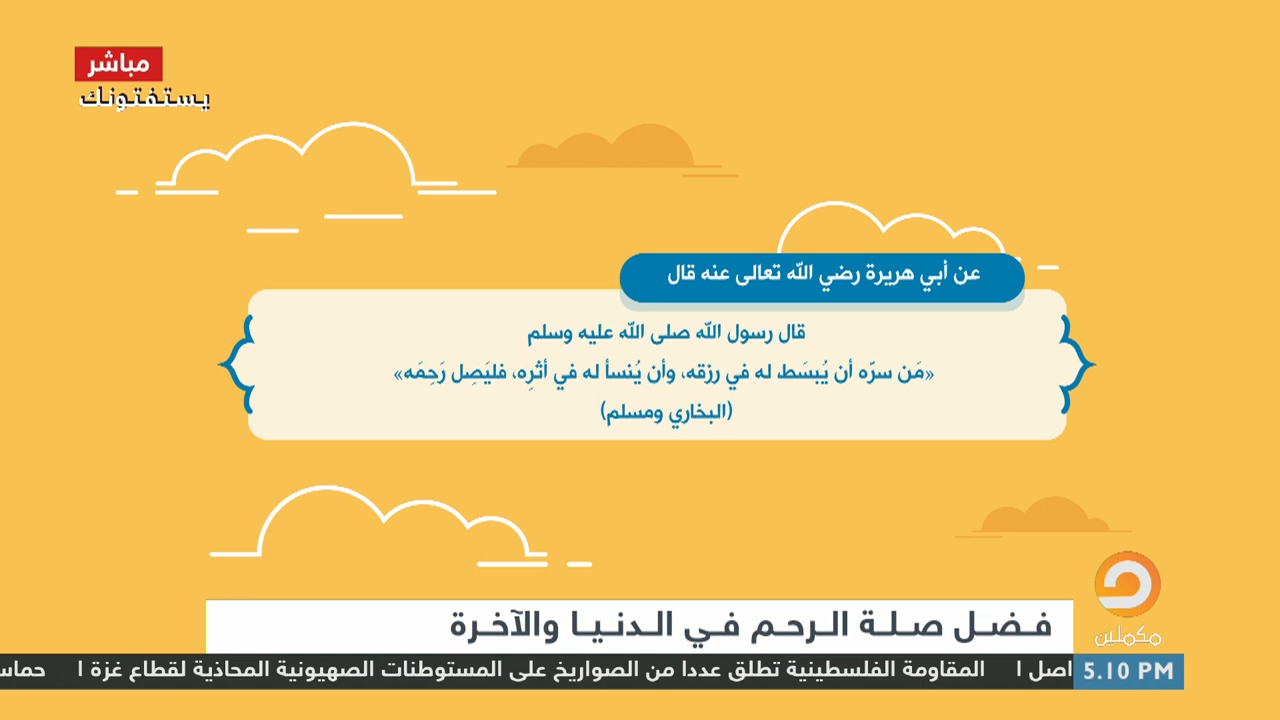 مباشر
يستفتونك
عن أبي هريرة رضي الله تعالى عنه قال
قال رسول الله صلى الله عليه وسلم
«مَن سرّه أن يُبسَط له في رزقه، وأن يُنسأ له في أثرِه، فليَصِل رَحِمَه»
(البخاري ومسلم)
مكملين
فضل صلة الرحم في الدنيا والآخرة
5.10 PM
المقاومة الفلسطينية تطلق عددا من الصواريخ على المستوطنات الصهيونية المحاذية لقطاع غزة ا